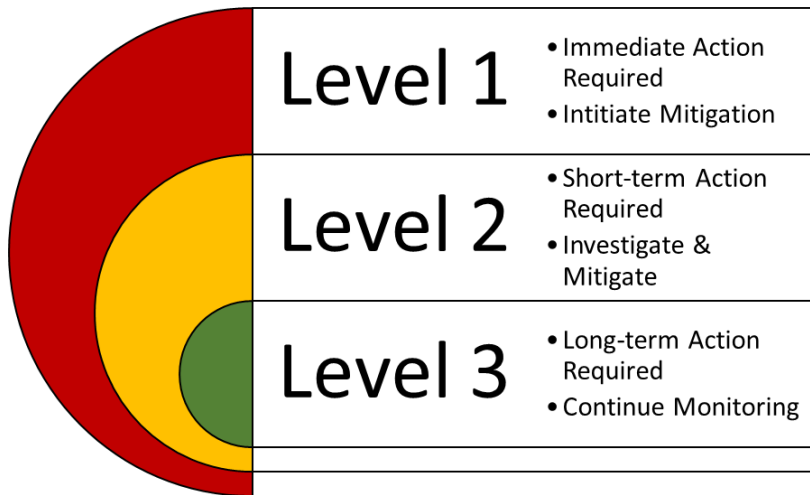 Level 1
• Immediate Action
Required
• Intitiate Mitigation
Level 2
• Short-term Action
Required
• Investigate &
Mitigate
Level 3
• Long-term Action
Required
• Continue Monitoring